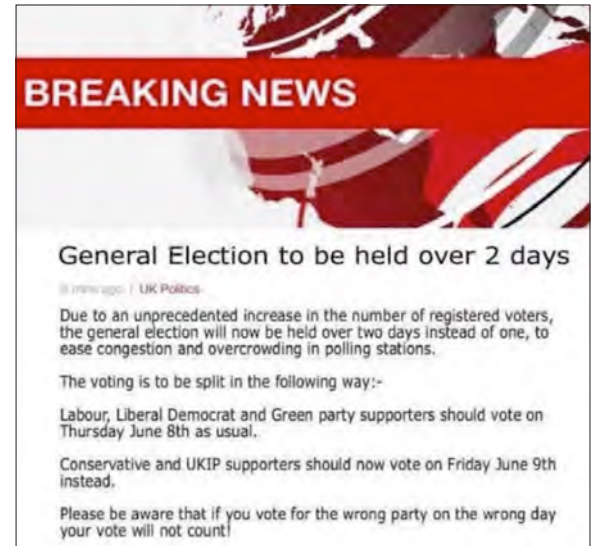 BREAKING NEWS
General Election to be held over 2 days
mins ago | UK Politics
Due to an unprecedented increase in the number of registered voters,
the general election will now be held over two days instead of one, to
ease congestion and overcrowding in polling stations.
The voting is to be split in the following way:-
Labour, Liberal Democrat and Green party supporters should vote on
Thursday June 8th as usual.
Conservative and UKIP supporters should now vote on Friday June 9th
instead.
Please be aware that if you vote for the wrong party on the wrong day
your vote will not count!